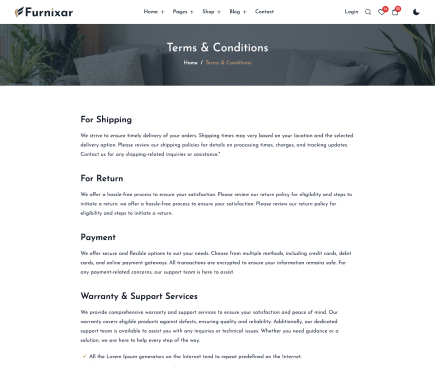 Furnixar
Home + Pages + Shop + Blog + Contact Login
Terms & Conditions
Home / Terms & Conditions
For Shipping
We strive to ensure timely delivery of your orders. Shipping times may vary based on your location and the selected
delivery option. Please review our shipping policies for details on processing times, charges, and tracking updates.
Contact us for any shipping-related inquiries or assistance."
For Return
We offer a hassle-free process to ensure your satisfaction. Please review our return policy for eligibility and steps to
initiate a return. we offer a hassle-free process to ensure your satisfaction. Please review our return policy for
eligibility and steps to initiate a return.
Payment
We offer secure and flexible options to suit your needs. Choose from multiple methods, including credit cards, debit
cards, and online payment gateways. All transactions are encrypted to ensure your information remains safe. For
any payment-related concerns, our support team is here to assist.
Warranty & Support Services
We provide comprehensive warranty and support services to ensure your satisfaction and peace of mind. Our
warranty covers eligible products against defects, ensuring quality and reliability. Additionally, our dedicated
support team is available to assist you with any inquiries or technical issues. Whether you need guidance or a
solution, we are here to help every step of the way.
✓ All the Lorem Ipsum generators on the Internet tend to repeat predefined on the Internet.